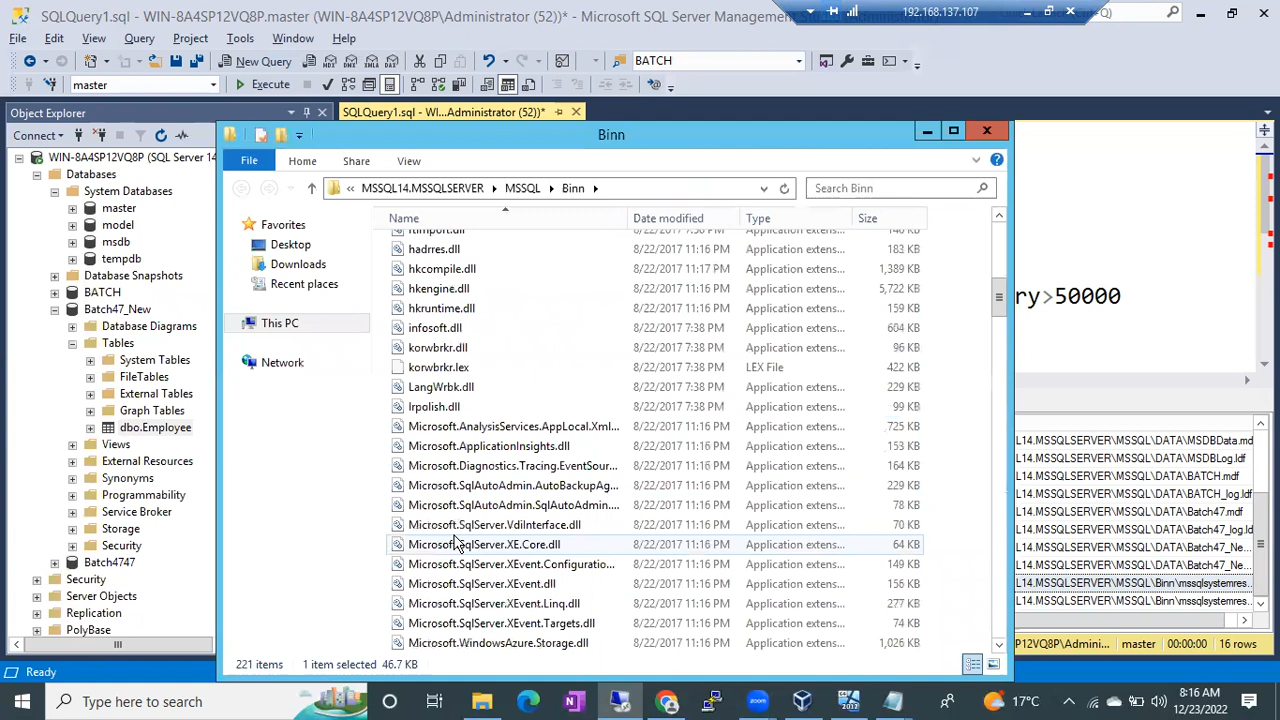 SQLQuery1.sql - WIN-8A4SP12VQ8P.master (WIN-8A4SP12VQ8P\Administrator (52))* - Microsoft SQL Server Management
192.168.137.107
File Edit View Query Project Tools Window Help
New Query
BATCH
master
Execute
Object Explorer
SQLQuery1.sql - WI...Administrator (52))*
Connect
WIN-8A4SP12VQ8P (SQL Server 14
Databases
System Databases
master
model
msdb
tempdb
Database Snapshots
BATCH
Batch47_New
Database Diagrams
Tables
System Tables
FileTables
External Tables
Graph Tables
dbo.Employee
Views
External Resources
Synonyms
Programmability
Service Broker
Storage
Security
Batch4747
Security
Server Objects
Replication
PolyBase
Ready
Binn
File Home Share View
« MSSQL14.MSSQLSERVER MSSQL Binn
Search Binn
Favorites
Desktop
Downloads
Recent places
This PC
Network
Name Date modified Type Size
hadrres.dll 8/22/2017 11:16 PM Application extens... 183 KB
hkcompile.dll 8/22/2017 11:17 PM Application extens... 1,389 KB
hkengine.dll 8/22/2017 11:16 PM Application extens... 5,722 KB
hkruntime.dll 8/22/2017 11:16 PM Application extens... 159 KB
infosoft.dll 8/22/2017 7:38 PM Application extens... 604 KB
korwbrkr.dll 8/22/2017 7:38 PM Application extens... 96 KB
korwbrkr.lex 8/22/2017 7:38 PM LEX File 422 KB
LangWrbk.dll 8/22/2017 7:38 PM Application extens... 229 KB
lrpolish.dll 8/22/2017 7:38 PM Application extens... 99 KB
Microsoft.AnalysisServices.AppLocal.Xml... 8/22/2017 11:16 PM Application extens... 725 KB
Microsoft.ApplicationInsights.dll 8/22/2017 11:16 PM Application extens... 153 KB
Microsoft.Diagnostics.Tracing.EventSour... 8/22/2017 11:16 PM Application extens... 164 KB
Microsoft.SqlAutoAdmin.AutoBackupAg... 8/22/2017 11:16 PM Application extens... 229 KB
Microsoft.SqlAutoAdmin.SqlAutoAdmin.... 8/22/2017 11:16 PM Application extens... 78 KB
Microsoft.SqlServer.VdiInterface.dll 8/22/2017 11:16 PM Application extens... 70 KB
Microsoft.SqlServer.XE.Core.dll 8/22/2017 11:16 PM Application extens... 64 KB
Microsoft.SqlServer.XEvent.Configuratio... 8/22/2017 11:16 PM Application extens... 149 KB
Microsoft.SqlServer.XEvent.dll 8/22/2017 11:16 PM Application extens... 156 KB
Microsoft.SqlServer.XEvent.Linq.dll 8/22/2017 11:16 PM Application extens... 277 KB
Microsoft.SqlServer.XEvent.Targets.dll 8/22/2017 11:16 PM Application extens... 74 KB
Microsoft.WindowsAzure.Storage.dll 8/22/2017 11:16 PM Application extens... 1,026 KB
221 items 1 item selected 46.7 KB
ry>50000
L14.MSSQLSERVER\MSSQL\DATA\MSDBData.md
L14.MSSQLSERVER\MSSQL\DATA\MSDBLog.ldf
L14.MSSQLSERVER\MSSQL\DATA\BATCH.mdf
L14.MSSQLSERVER\MSSQL\DATA\BATCH_log.ldf
L14.MSSQLSERVER\MSSQL\DATA\Batch47.mdf
L14.MSSQLSERVER\MSSQL\DATA\Batch47_log.ld
L14.MSSQLSERVER\MSSQL\DATA\Batch47_Ne...
L14.MSSQLSERVER\MSSQL\DATA\Batch47_Ne...
L14.MSSQLSERVER\MSSQL\Binn\mssqlsystemres...
L14.MSSQLSERVER\MSSQL\Binn\mssqlsystemres...
P12VQ8P\Admini... master 00:00:00 16 rows
Type here to search
17°C
8:16 AM
12/23/2022